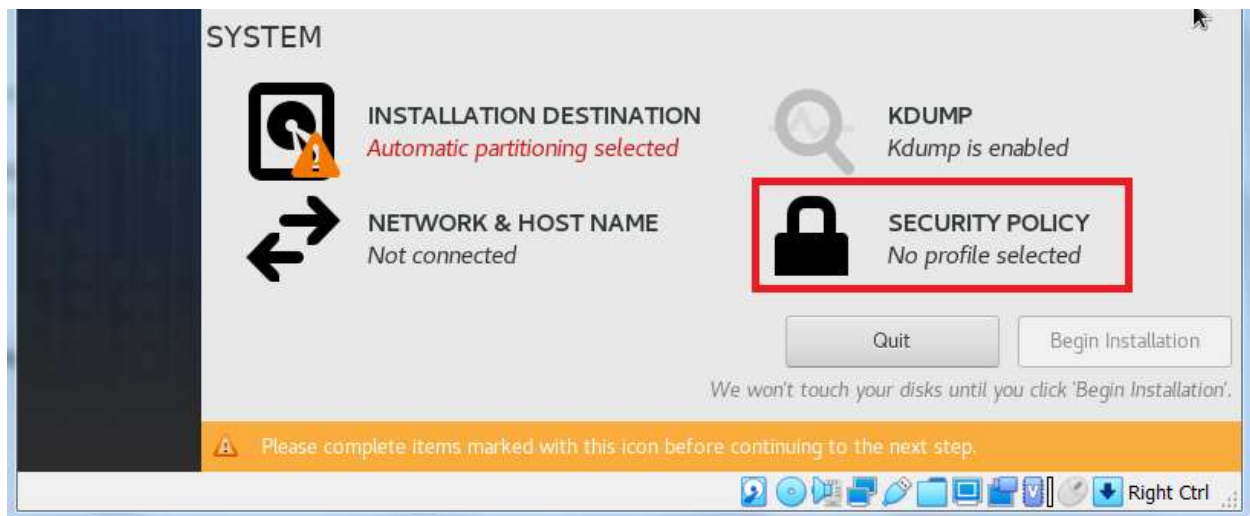 SYSTEM
INSTALLATION DESTINATION
Automatic partitioning selected
KDUMP
Kdump is enabled
NETWORK & HOST NAME
Not connected
SECURITY POLICY
No profile selected
Quit
Begin Installation
We won't touch your disks until you click 'Begin Installation'.
Please complete items marked with this icon before continuing to the next step.
Right Ctrl